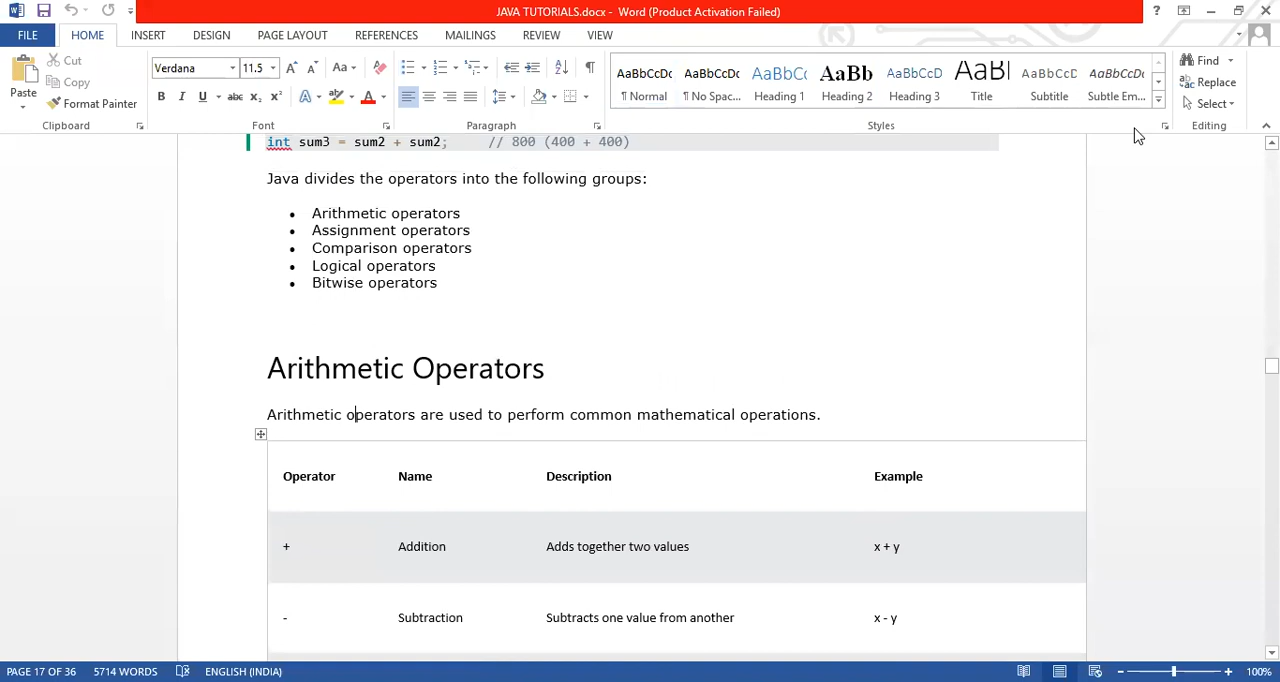 JAVA TUTORIALS.docx - Word (Product Activation Failed)
FILE HOME INSERT DESIGN PAGE LAYOUT REFERENCES MAILINGS REVIEW VIEW
Paste
Cut
Copy
Format Painter
Clipboard
Verdana 11.5
Font
Paragraph
AaBbCcDc AaBbCcDc AaBbCc AaBb AaBbCcD AaBl AaBbCcD AaBbCcDc
¶ Normal ¶ No Spac... Heading 1 Heading 2 Heading 3 Title Subtitle Subtle Em...
Styles
Find
Replace
Select
Editing
int sum3 = sum2 + sum2; // 800 (400 + 400)
Java divides the operators into the following groups:
• Arithmetic operators
• Assignment operators
• Comparison operators
• Logical operators
• Bitwise operators
Arithmetic Operators
Arithmetic operators are used to perform common mathematical operations.
Operator Name Description Example
+ Addition Adds together two values x + y
- Subtraction Subtracts one value from another x - y
PAGE 17 OF 36 5714 WORDS ENGLISH (INDIA) 100%